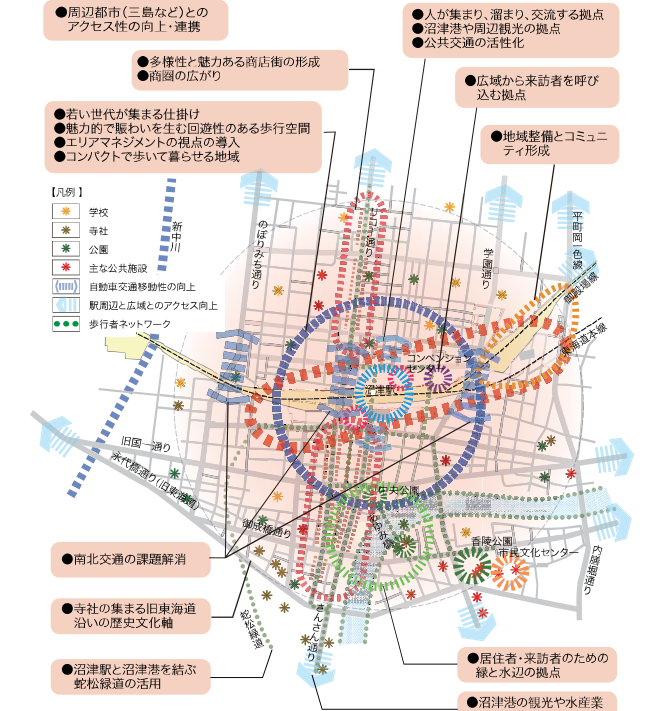 ●周辺都市（三島など）との
アクセス性の向上・連携
●人が集まり、溜まり、交流する拠点
●沼津港や周辺観光の拠点
●公共交通の活性化
●多様性と魅力ある商店街の形成
●商圏の広がり
●広域から来訪者を呼び
込む拠点
●若い世代が集まる仕掛け
●魅力的で賑わいを生む回遊性のある歩行空間
●エリアマネジメントの視点の導入
●コンパクトで歩いて暮らせる地域
●地域整備とコミュニ
ティ形成
【凡例】
学校
寺社
公園
主な公共施設
自動車交通移動性の向上
駅周辺と広域とのアクセス向上
歩行者ネットワーク
新中川
のぼりみち通り
リコー通り
学園通り
平町岡一色線
御殿場線
東海道本線
コンベンション
センター
沼津駅
旧国一通り
永代橋通り（旧東海道）
中央公園
御成橋通り
あゆみ橋
香陵公園
市民文化センター
内膳堀通り
蛇松緑道
さんさん通り
●南北交通の課題解消
●寺社の集まる旧東海道
沿いの歴史文化軸
●沼津駅と沼津港を結ぶ
蛇松緑道の活用
●居住者・来訪者のための
緑と水辺の拠点
●沼津港の観光や水産業